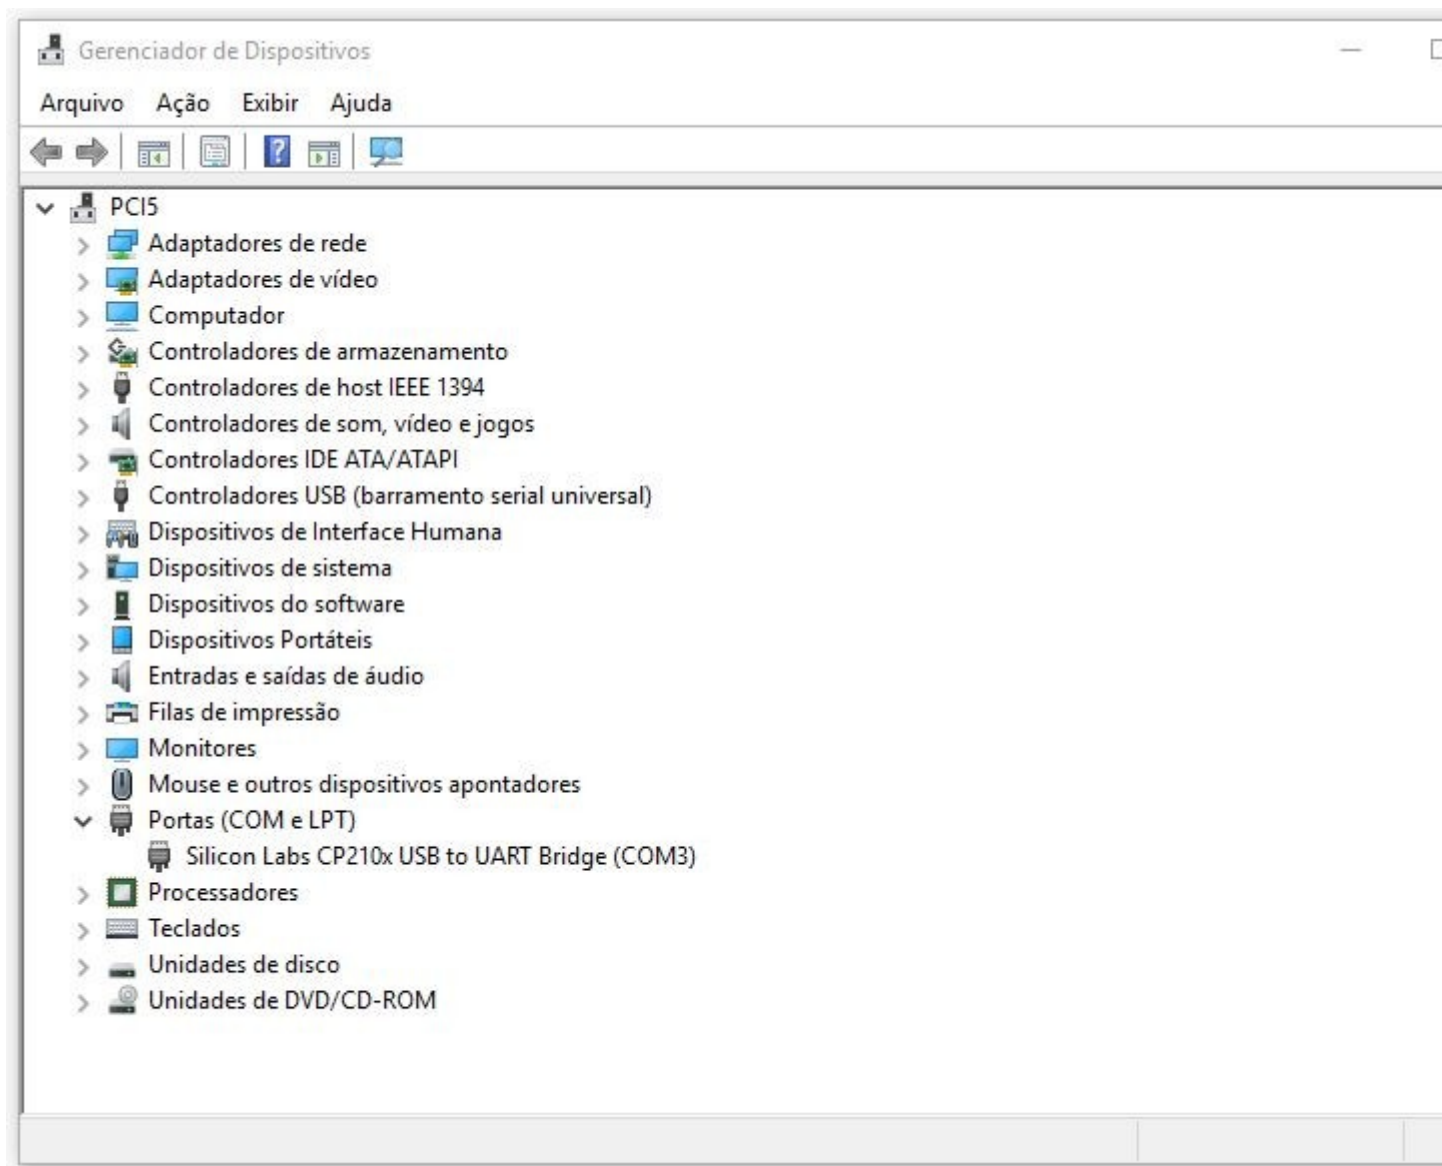 Gerenciador de Dispositivos
Arquivo Ação Exibir Ajuda
PCI5
Adaptadores de rede
Adaptadores de vídeo
Computador
Controladores de armazenamento
Controladores de host IEEE 1394
Controladores de som, vídeo e jogos
Controladores IDE ATA/ATAPI
Controladores USB (barramento serial universal)
Dispositivos de Interface Humana
Dispositivos de sistema
Dispositivos do software
Dispositivos Portáteis
Entradas e saídas de áudio
Filas de impressão
Monitores
Mouse e outros dispositivos apontadores
Portas (COM e LPT)
Silicon Labs CP210x USB to UART Bridge (COM3)
Processadores
Teclados
Unidades de disco
Unidades de DVD/CD-ROM